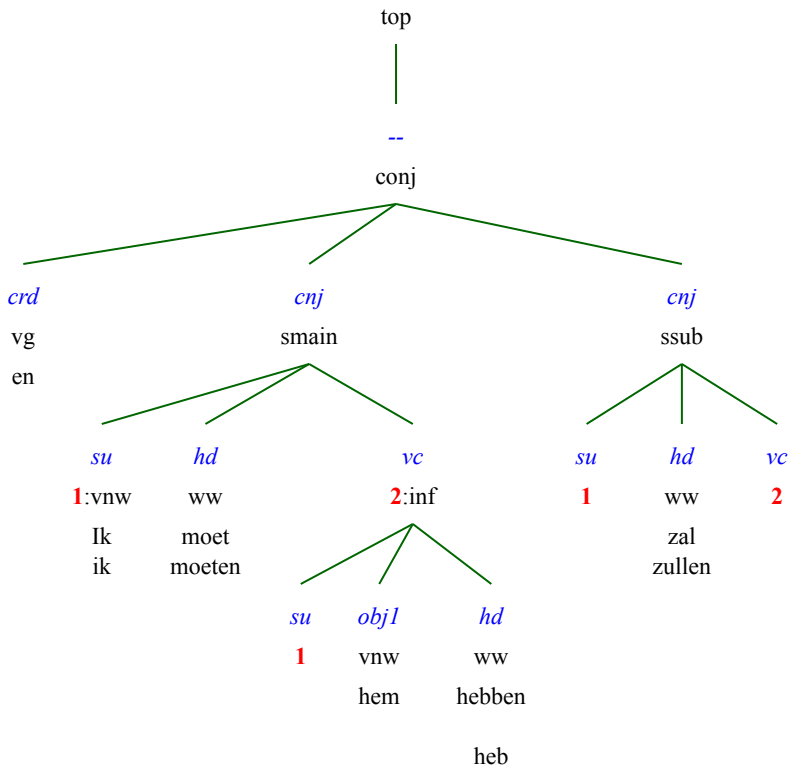 top
--
conj
crd cnj cnj
vg smain ssub
en
su hd vc su hd vc
1:vnw ww 2:inf 1 ww 2
Ik moet zal
ik moeten zullen
su obj1 hd
1 vnw ww
hem hebben
heb